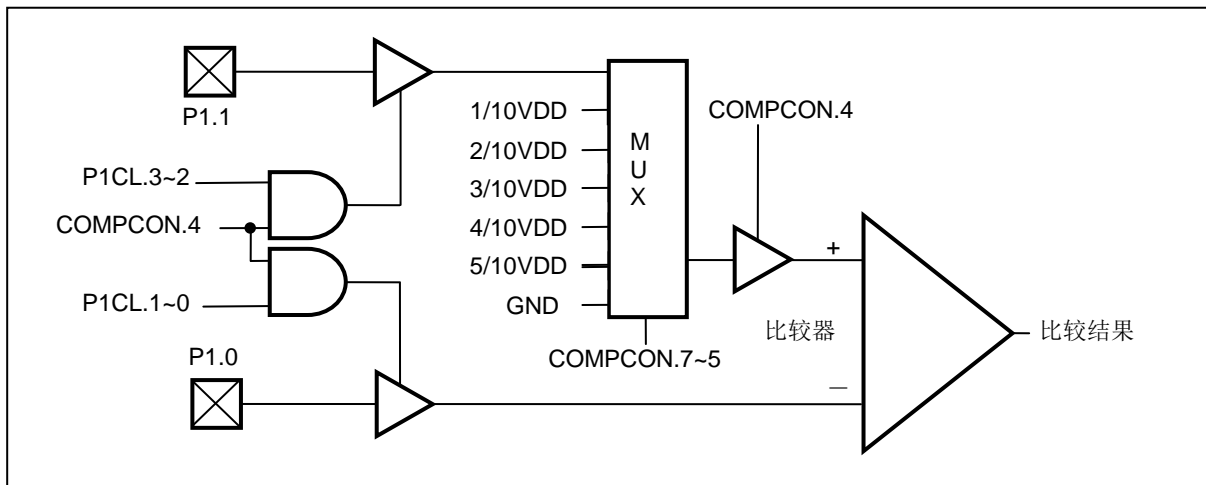 P1.1
P1CL.3~2
COMPCON.4
P1CL.1~0
P1.0
1/10VDD
2/10VDD
3/10VDD
4/10VDD
5/10VDD
GND
M
U
X
COMPCON.7~5
COMPCON.4
+
比较器
—
比较结果